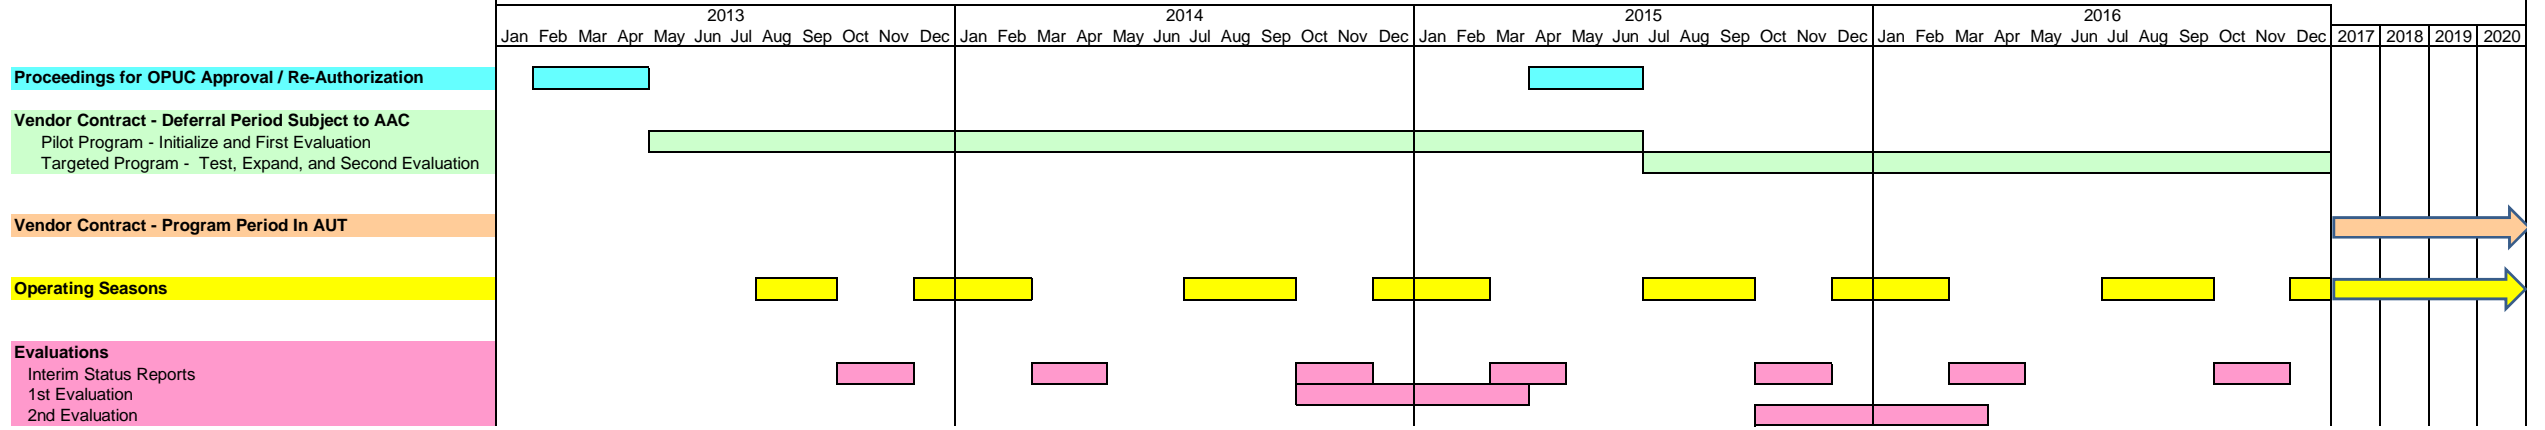 2013 2014 2015 2016
Jan Feb Mar Apr May Jun Jul Aug Sep Oct Nov Dec Jan Feb Mar Apr May Jun Jul Aug Sep Oct Nov Dec Jan Feb Mar Apr May Jun Jul Aug Sep Oct Nov Dec Jan Feb Mar Apr May Jun Jul Aug Sep Oct Nov Dec 2017 2018 2019 2020
Proceedings for OPUC Approval / Re-Authorization
Vendor Contract - Deferral Period Subject to AAC
Pilot Program - Initialize and First Evaluation
Targeted Program - Test, Expand, and Second Evaluation
Vendor Contract - Program Period In AUT
Operating Seasons
Evaluations
Interim Status Reports
1st Evaluation
2nd Evaluation